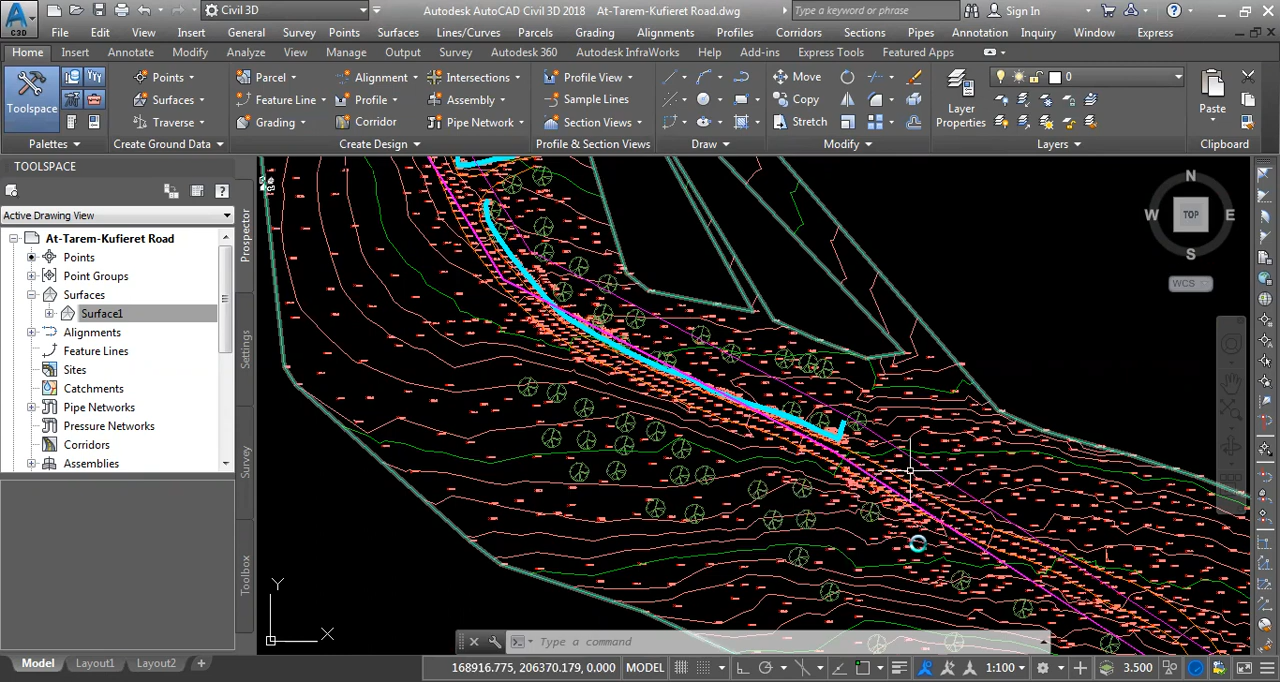 Civil 3D
Autodesk AutoCAD Civil 3D 2018 At-Tarem-Kufieret Road.dwg
Type a keyword or phrase
Sign In
C3D
File Edit View Insert General Survey Points Surfaces Lines/Curves Parcels Grading Alignments Profiles Corridors Sections Pipes Annotation Inquiry Window Express
Home Insert Annotate Modify Analyze View Manage Output Survey Autodesk 360 Autodesk InfraWorks Help Add-ins Express Tools Featured Apps
Points Parcel Alignment Intersections Profile View Move 0
Toolspace Surfaces Feature Line Profile Assembly Sample Lines Copy Layer Properties Paste
Traverse Grading Corridor Pipe Network Section Views Stretch
Palettes Create Ground Data Create Design Profile & Section Views Draw Modify Layers Clipboard
TOOLSPACE
Active Drawing View
At-Tarem-Kufieret Road
Points
Point Groups
Surfaces
Surface1
Alignments
Feature Lines
Sites
Catchments
Pipe Networks
Pressure Networks
Corridors
Assemblies
Prospector
Settings
Survey
Toolbox
N
W TOP E
S
WCS
Y
X
Type a command
Model Layout1 Layout2 +
168916.775, 206370.179, 0.000 MODEL 1:100 3.500